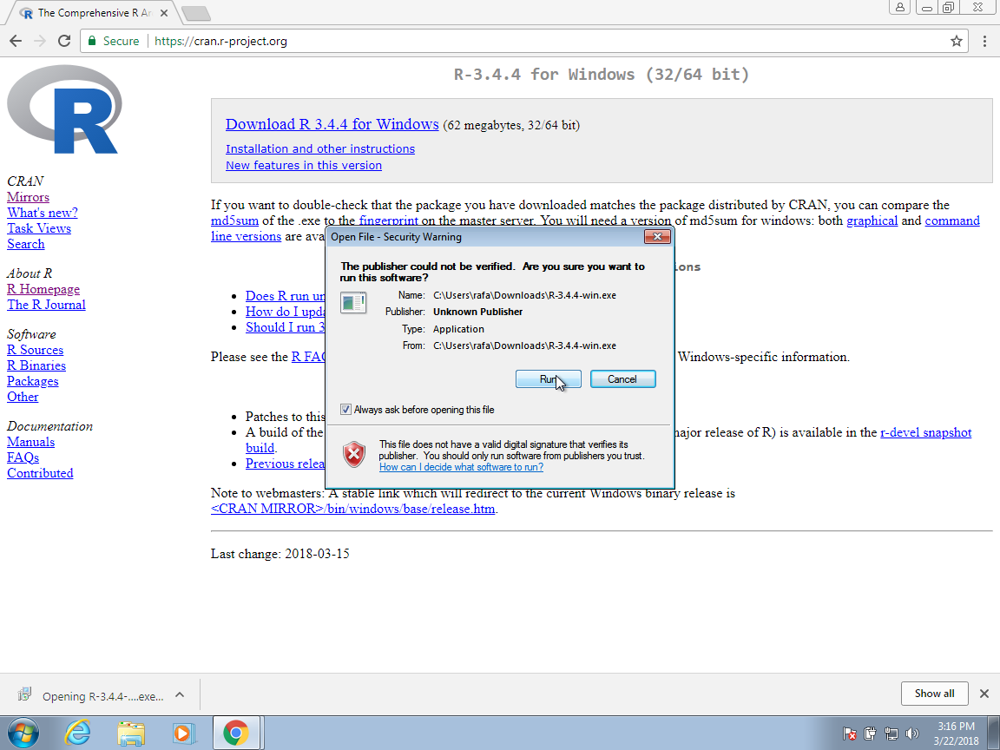 The Comprehensive R Ar
Secure
https://cran.r-project.org
R
R-3.4.4 for Windows (32/64 bit)
Download R 3.4.4 for Windows (62 megabytes, 32/64 bit)
Installation and other instructions
New features in this version
CRAN
Mirrors
What's new?
Task Views
Search
About R
R Homepage
The R Journal
Software
R Sources
R Binaries
Packages
Other
Documentation
Manuals
FAQs
Contributed
If you want to double-check that the package you have downloaded matches the package distributed by CRAN, you can compare the
md5sum of the .exe to the fingerprint on the master server. You will need a version of md5sum for windows: both graphical and command
line versions are ava
ions
Does R run un
How do I upda
Should I run 3
Please see the R FAQ
Windows-specific information.
Patches to this
A build of the
major release of R) is available in the r-devel snapshot
build.
Previous relea
Note to webmasters: A stable link which will redirect to the current Windows binary release is
<CRAN MIRROR>/bin/windows/base/release.htm.
Last change: 2018-03-15
Open File - Security Warning
The publisher could not be verified. Are you sure you want to
run this software?
Name: C:\Users\rafa\Downloads\R-3.4.4-win.exe
Publisher: Unknown Publisher
Type: Application
From: C:\Users\rafa\Downloads\R-3.4.4-win.exe
Run
Cancel
Always ask before opening this file
This file does not have a valid digital signature that verifies its
publisher. You should only run software from publishers you trust.
How can I decide what software to run?
Opening R-3.4.4-....exe...
Show all
3:16 PM
3/22/2018